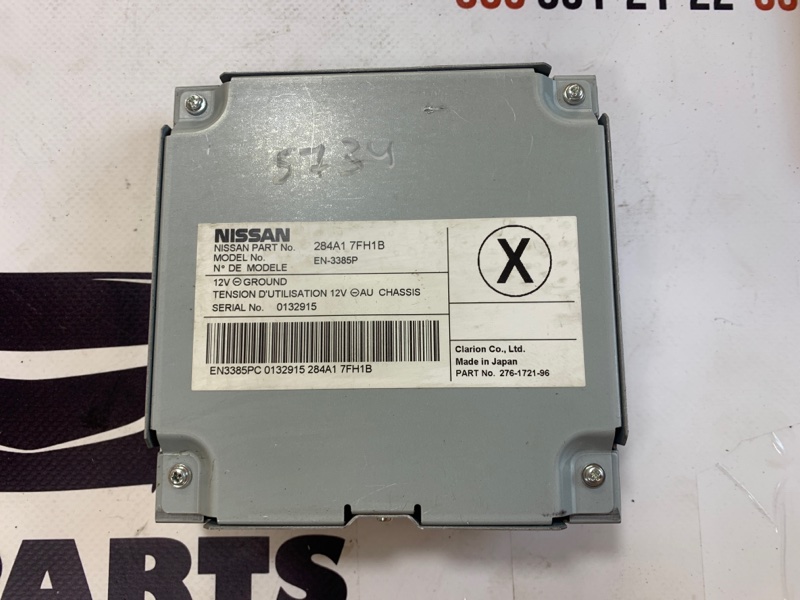 5734
NISSAN
NISSAN PART No. 284A1 7FH1B
MODEL No. EN-3385P
N° DE MODELE
12V ⊖ GROUND
TENSION D'UTILISATION 12V ⊖ AU CHASSIS
SERIAL No. 0132915
EN3385PC 0132915 284A1 7FH1B
X
Clarion Co., Ltd.
Made in Japan
PART No. 276-1721-96
PARTS